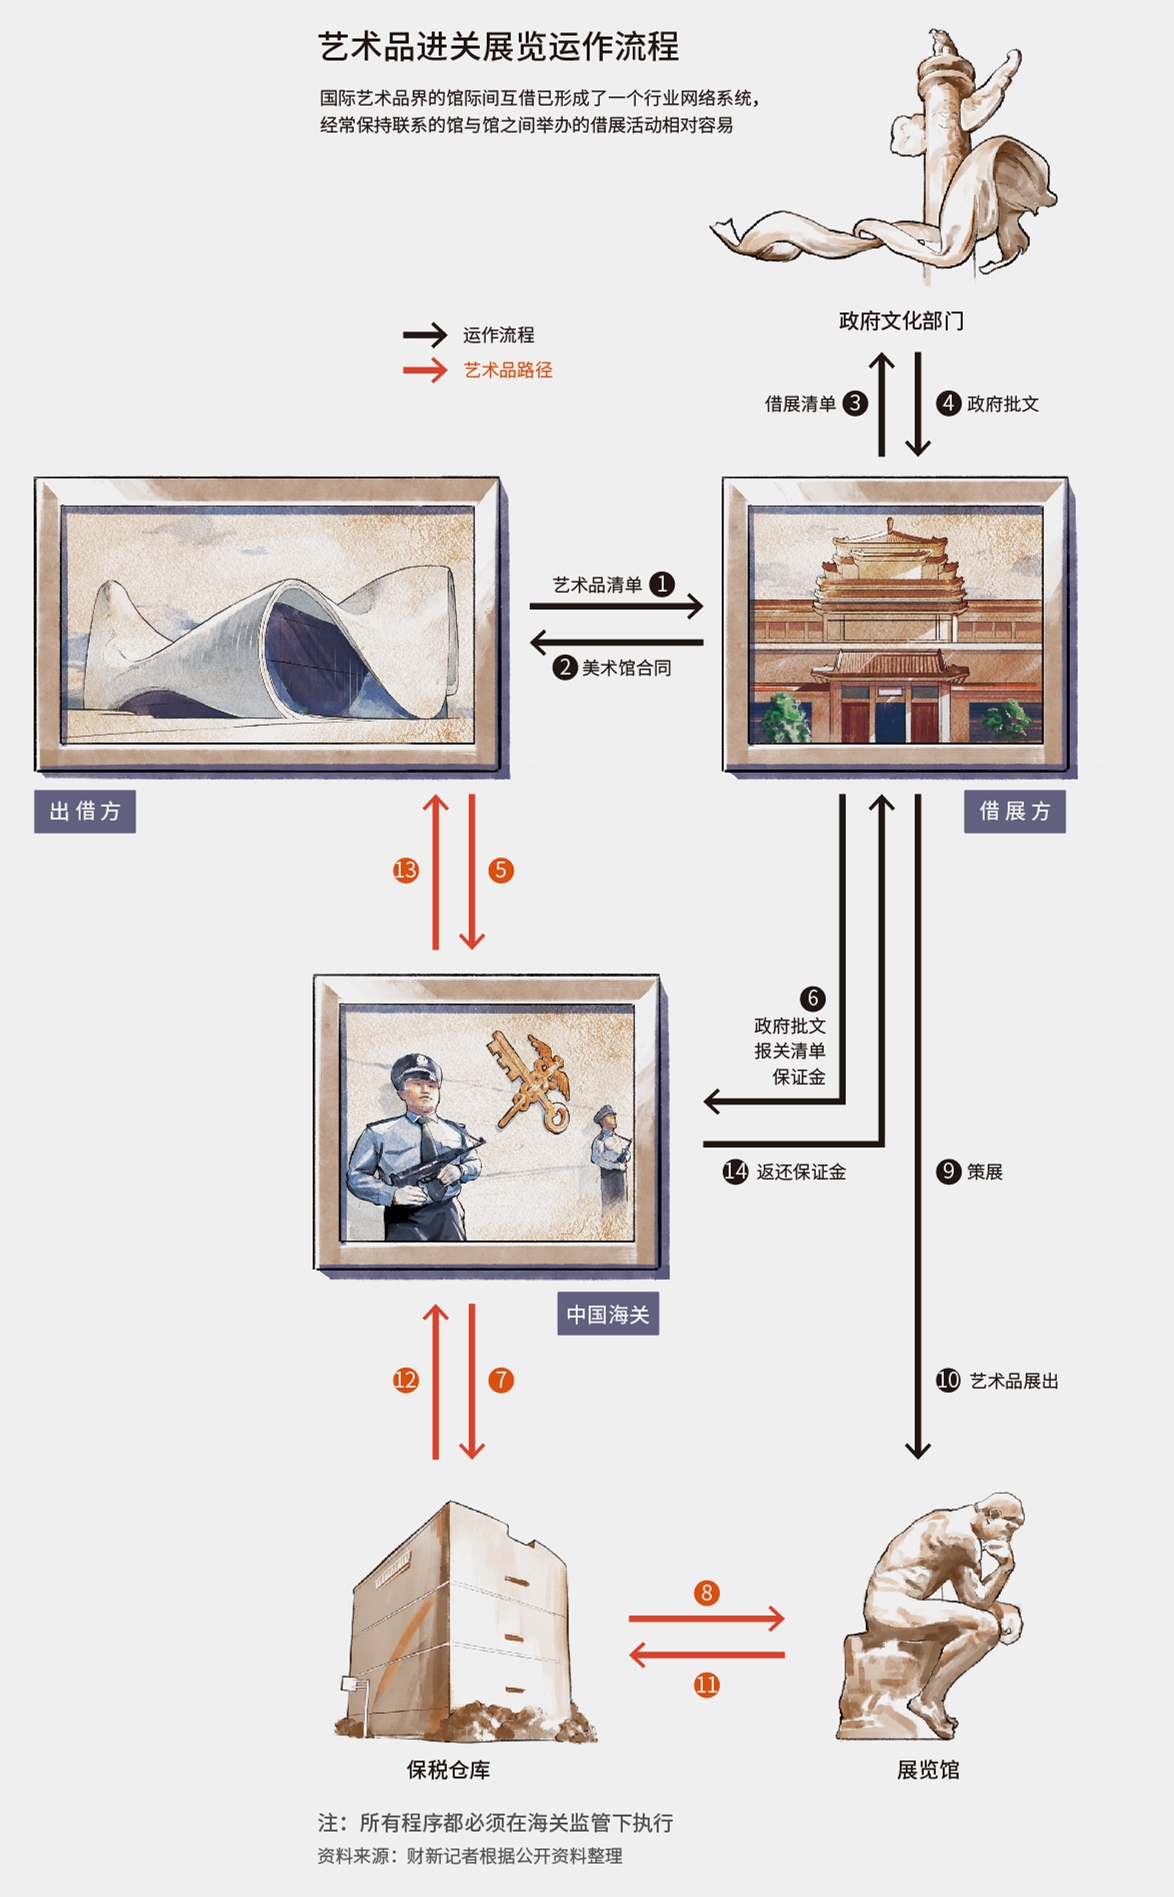 艺术品进关展览运作流程
国际艺术品界的馆际间互借已形成了一个行业网络系统，
经常保持联系的馆与馆之间举办的借展活动相对容易
政府文化部门
运作流程
艺术品路径
借展清单 3
4 政府批文
艺术品清单 1
2 美术馆合同
出借方
借展方
13
5
6
政府批文
报关清单
保证金
14 返还保证金
9 策展
中国海关
12
7
10 艺术品展出
8
11
保税仓库
展览馆
注：所有程序都必须在海关监管下执行
资料来源：财新记者根据公开资料整理